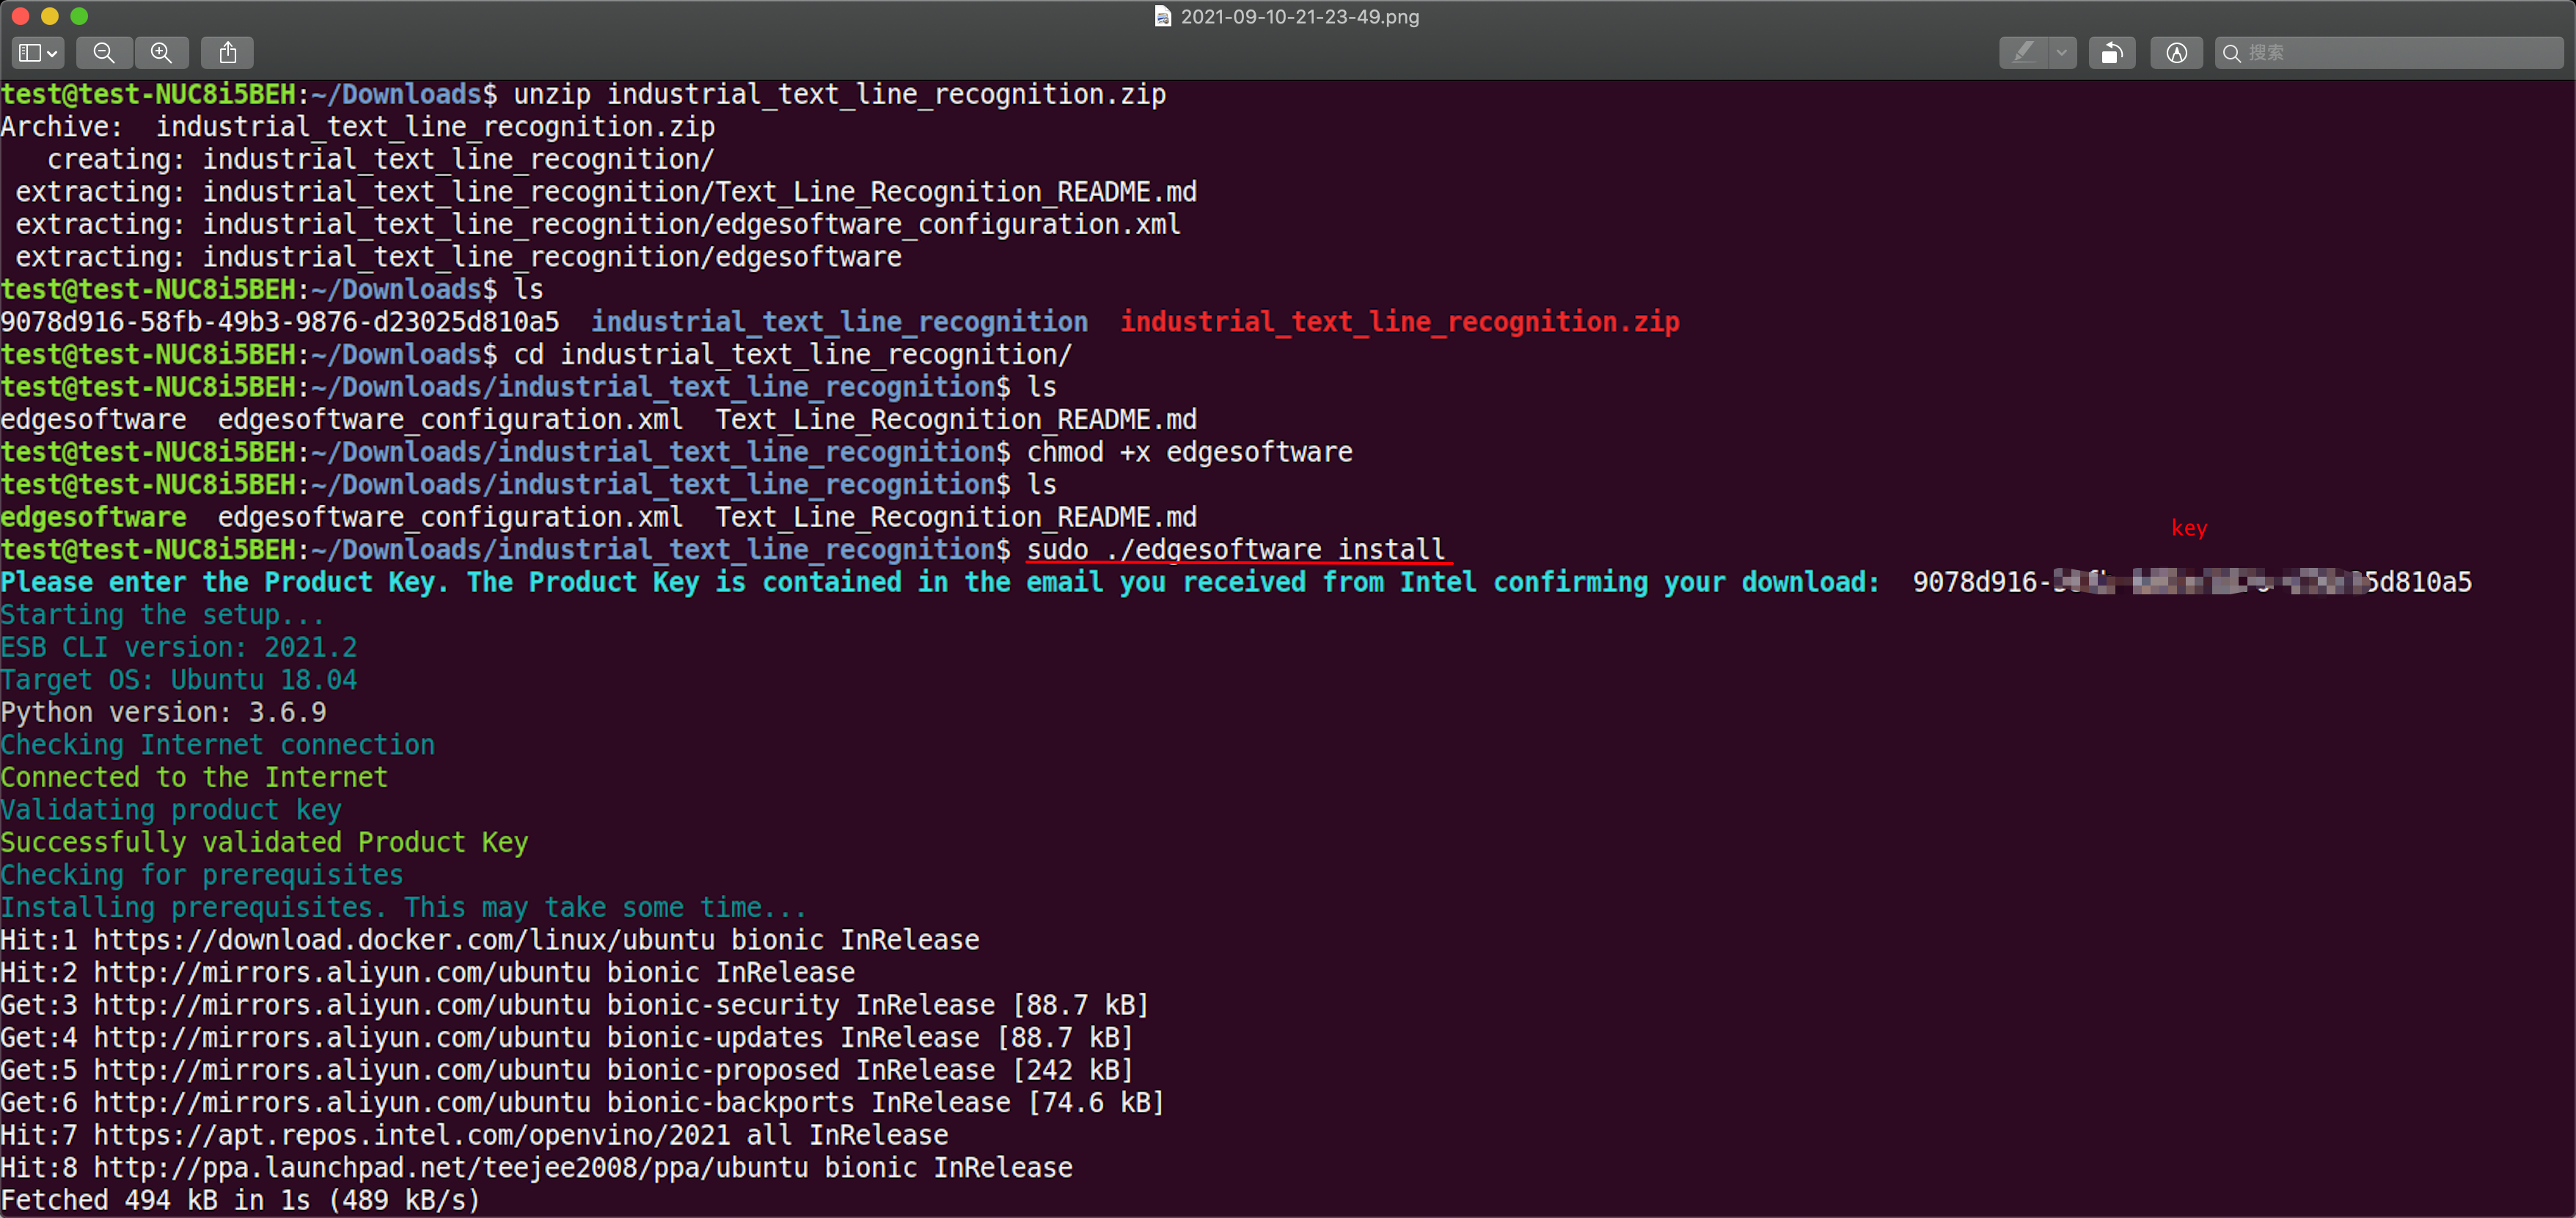 2021-09-10-21-23-49.png
搜索
test@test-NUC8i5BEH:~/Downloads$ unzip industrial_text_line_recognition.zip
Archive:  industrial_text_line_recognition.zip
   creating: industrial_text_line_recognition/
 extracting: industrial_text_line_recognition/Text_Line_Recognition_README.md
 extracting: industrial_text_line_recognition/edgesoftware_configuration.xml
 extracting: industrial_text_line_recognition/edgesoftware
test@test-NUC8i5BEH:~/Downloads$ ls
9078d916-58fb-49b3-9876-d23025d810a5  industrial_text_line_recognition  industrial_text_line_recognition.zip
test@test-NUC8i5BEH:~/Downloads$ cd industrial_text_line_recognition/
test@test-NUC8i5BEH:~/Downloads/industrial_text_line_recognition$ ls
edgesoftware  edgesoftware_configuration.xml  Text_Line_Recognition_README.md
test@test-NUC8i5BEH:~/Downloads/industrial_text_line_recognition$ chmod +x edgesoftware
test@test-NUC8i5BEH:~/Downloads/industrial_text_line_recognition$ ls
edgesoftware  edgesoftware_configuration.xml  Text_Line_Recognition_README.md
key
test@test-NUC8i5BEH:~/Downloads/industrial_text_line_recognition$ sudo ./edgesoftware install
Please enter the Product Key. The Product Key is contained in the email you received from Intel confirming your download:  9078d916- 5d810a5
Starting the setup...
ESB CLI version: 2021.2
Target OS: Ubuntu 18.04
Python version: 3.6.9
Checking Internet connection
Connected to the Internet
Validating product key
Successfully validated Product Key
Checking for prerequisites
Installing prerequisites. This may take some time...
Hit:1 https://download.docker.com/linux/ubuntu bionic InRelease
Hit:2 http://mirrors.aliyun.com/ubuntu bionic InRelease
Get:3 http://mirrors.aliyun.com/ubuntu bionic-security InRelease [88.7 kB]
Get:4 http://mirrors.aliyun.com/ubuntu bionic-updates InRelease [88.7 kB]
Get:5 http://mirrors.aliyun.com/ubuntu bionic-proposed InRelease [242 kB]
Get:6 http://mirrors.aliyun.com/ubuntu bionic-backports InRelease [74.6 kB]
Hit:7 https://apt.repos.intel.com/openvino/2021 all InRelease
Hit:8 http://ppa.launchpad.net/teejee2008/ppa/ubuntu bionic InRelease
Fetched 494 kB in 1s (489 kB/s)